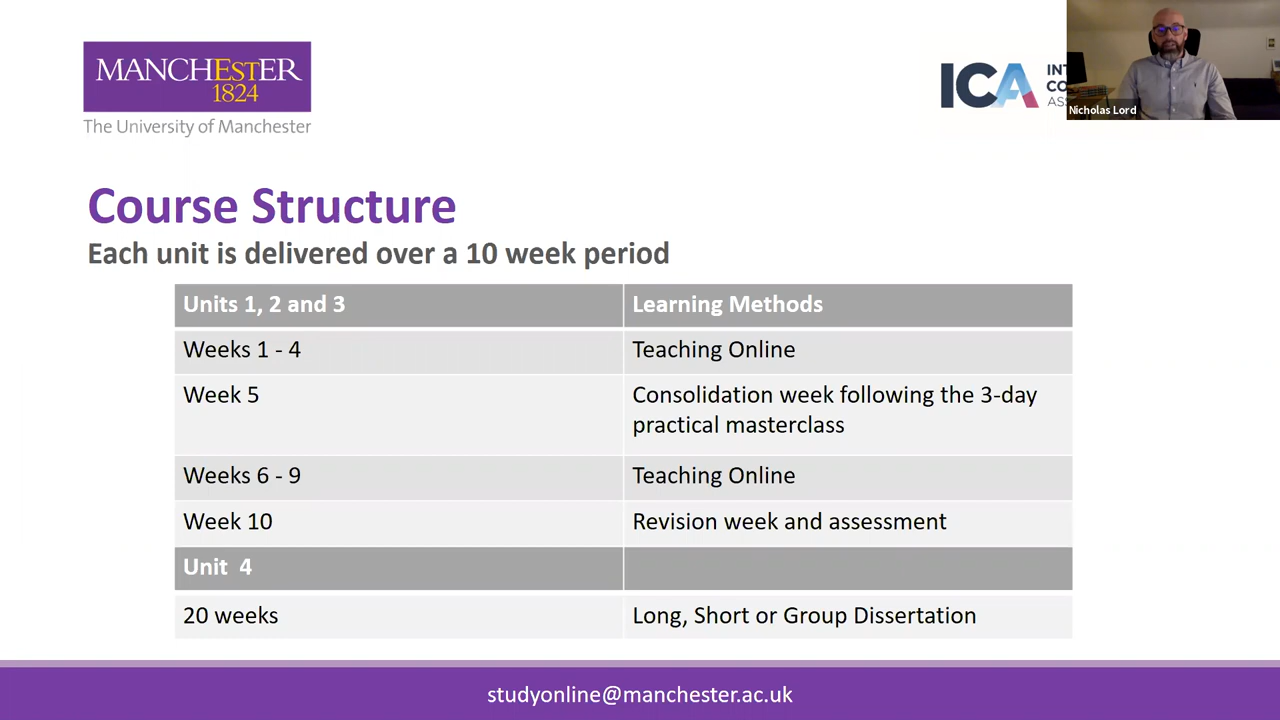 MANCHESTER
1824
The University of Manchester
ICA
INT
CO
ASS
Nicholas Lord
Course Structure
Each unit is delivered over a 10 week period
Units 1, 2 and 3
Learning Methods
Weeks 1 - 4
Teaching Online
Week 5
Consolidation week following the 3-day
practical masterclass
Weeks 6 - 9
Teaching Online
Week 10
Revision week and assessment
Unit 4
20 weeks
Long, Short or Group Dissertation
studyonline@manchester.ac.uk